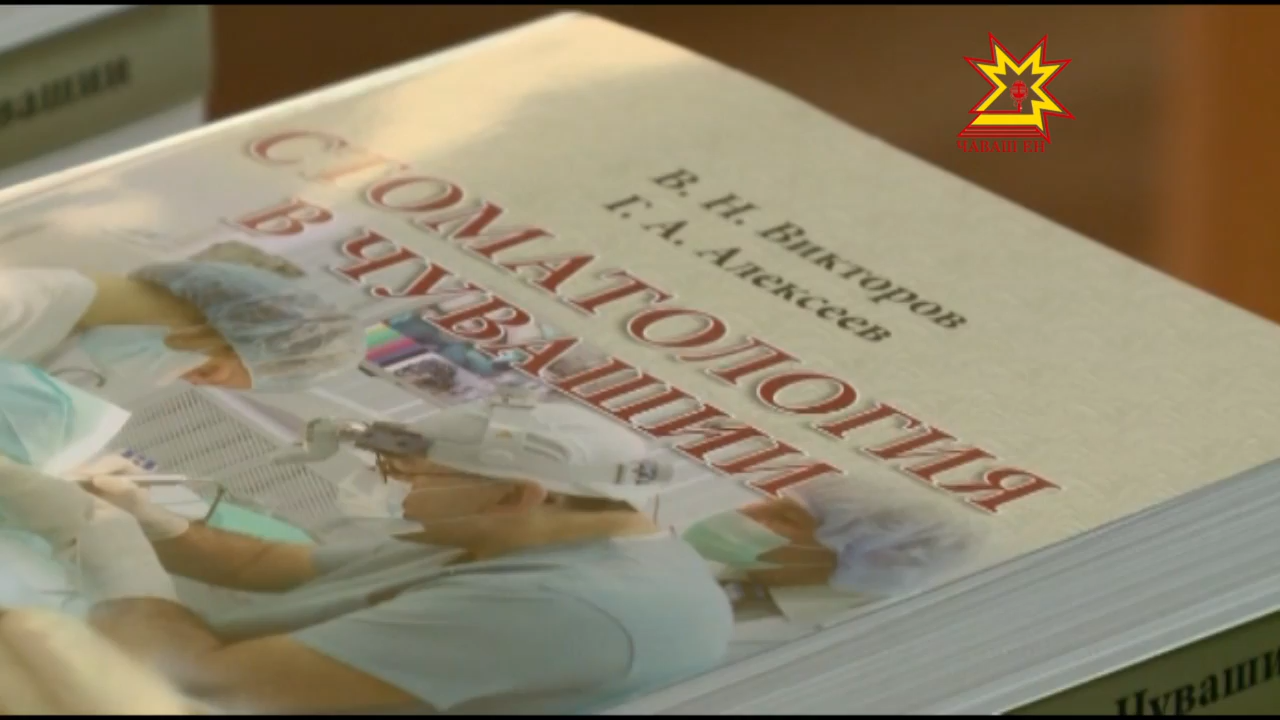 В. Н. Викторов
Г. А. Алексеев
СТОМАТОЛОГИЯ
В ЧУВАШИИ
ЧĂВАШ ЕН